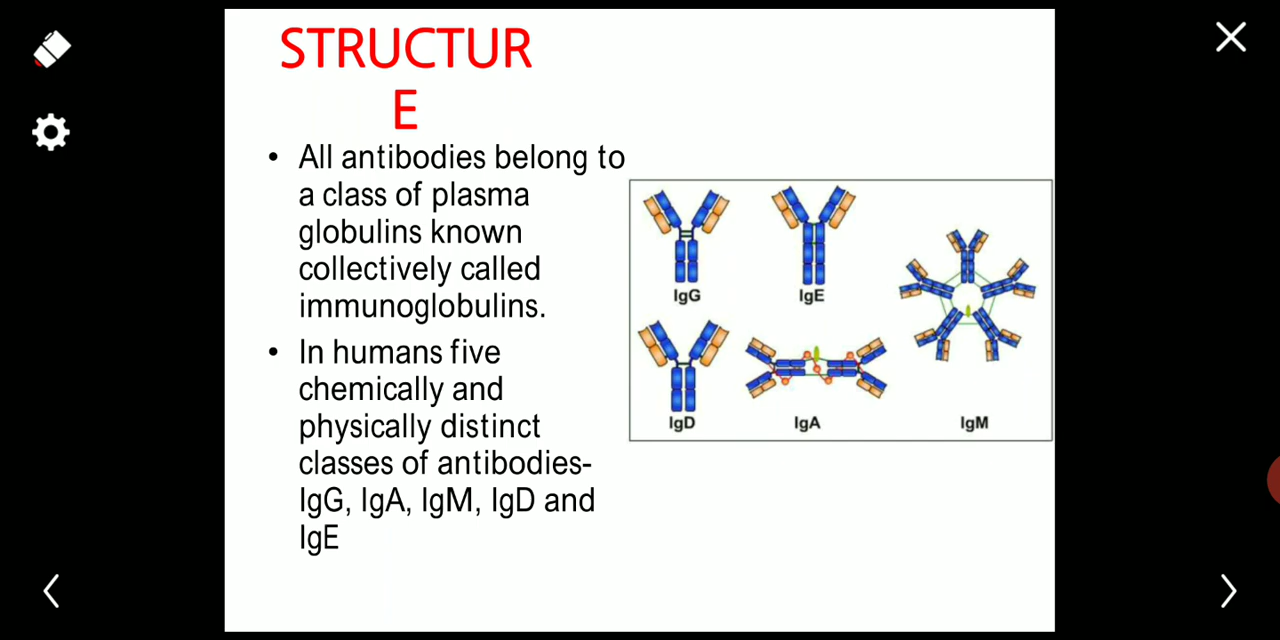 STRUCTUR
E
• All antibodies belong to
a class of plasma
globulins known
collectively called
immunoglobulins.
• In humans five
chemically and
physically distinct
classes of antibodies-
IgG, IgA, IgM, IgD and
IgE
IgG
IgE
IgD
IgA
IgM